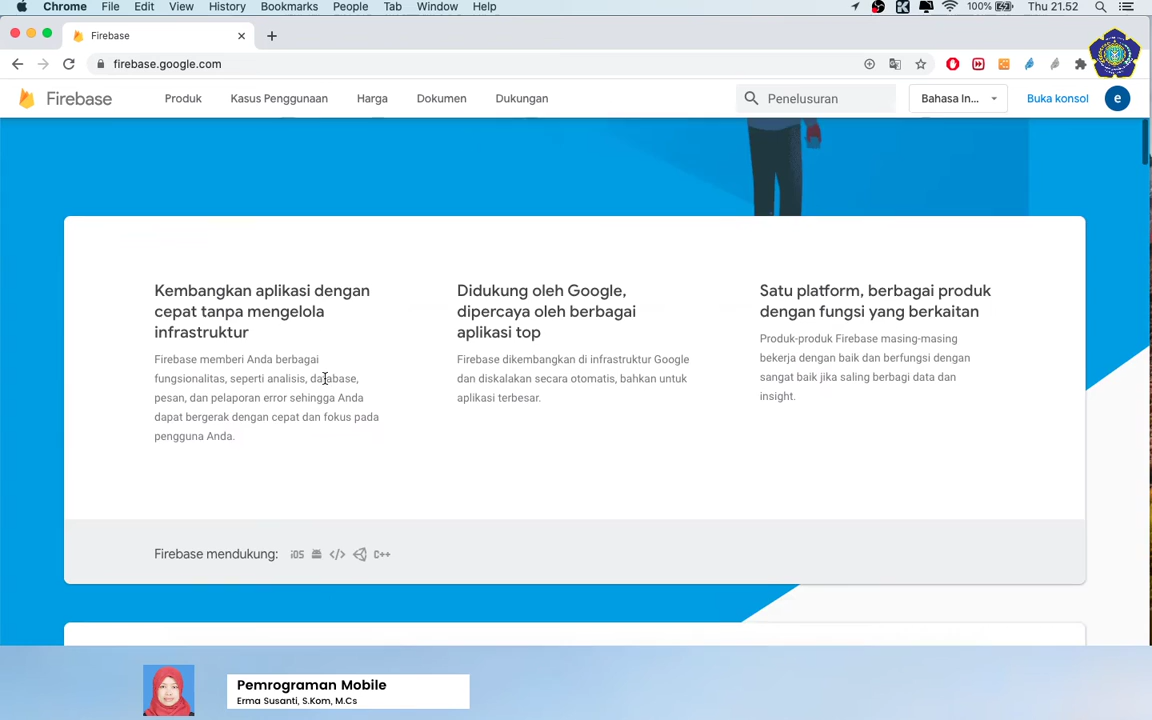 Chrome File Edit View History Bookmarks People Tab Window Help 100% Thu 21.52
Firebase
firebase.google.com
Firebase Produk Kasus Penggunaan Harga Dokumen Dukungan Penelusuran Bahasa In... Buka konsol e
Kembangkan aplikasi dengan
cepat tanpa mengelola
infrastruktur
Firebase memberi Anda berbagai
fungsionalitas, seperti analisis, database,
pesan, dan pelaporan error sehingga Anda
dapat bergerak dengan cepat dan fokus pada
pengguna Anda.
Didukung oleh Google,
dipercaya oleh berbagai
aplikasi top
Firebase dikembangkan di infrastruktur Google
dan diskalakan secara otomatis, bahkan untuk
aplikasi terbesar.
Satu platform, berbagai produk
dengan fungsi yang berkaitan
Produk-produk Firebase masing-masing
bekerja dengan baik dan berfungsi dengan
sangat baik jika saling berbagi data dan
insight.
Firebase mendukung: iOS </> C++
Pemrograman Mobile
Erma Susanti, S.Kom, M.Cs